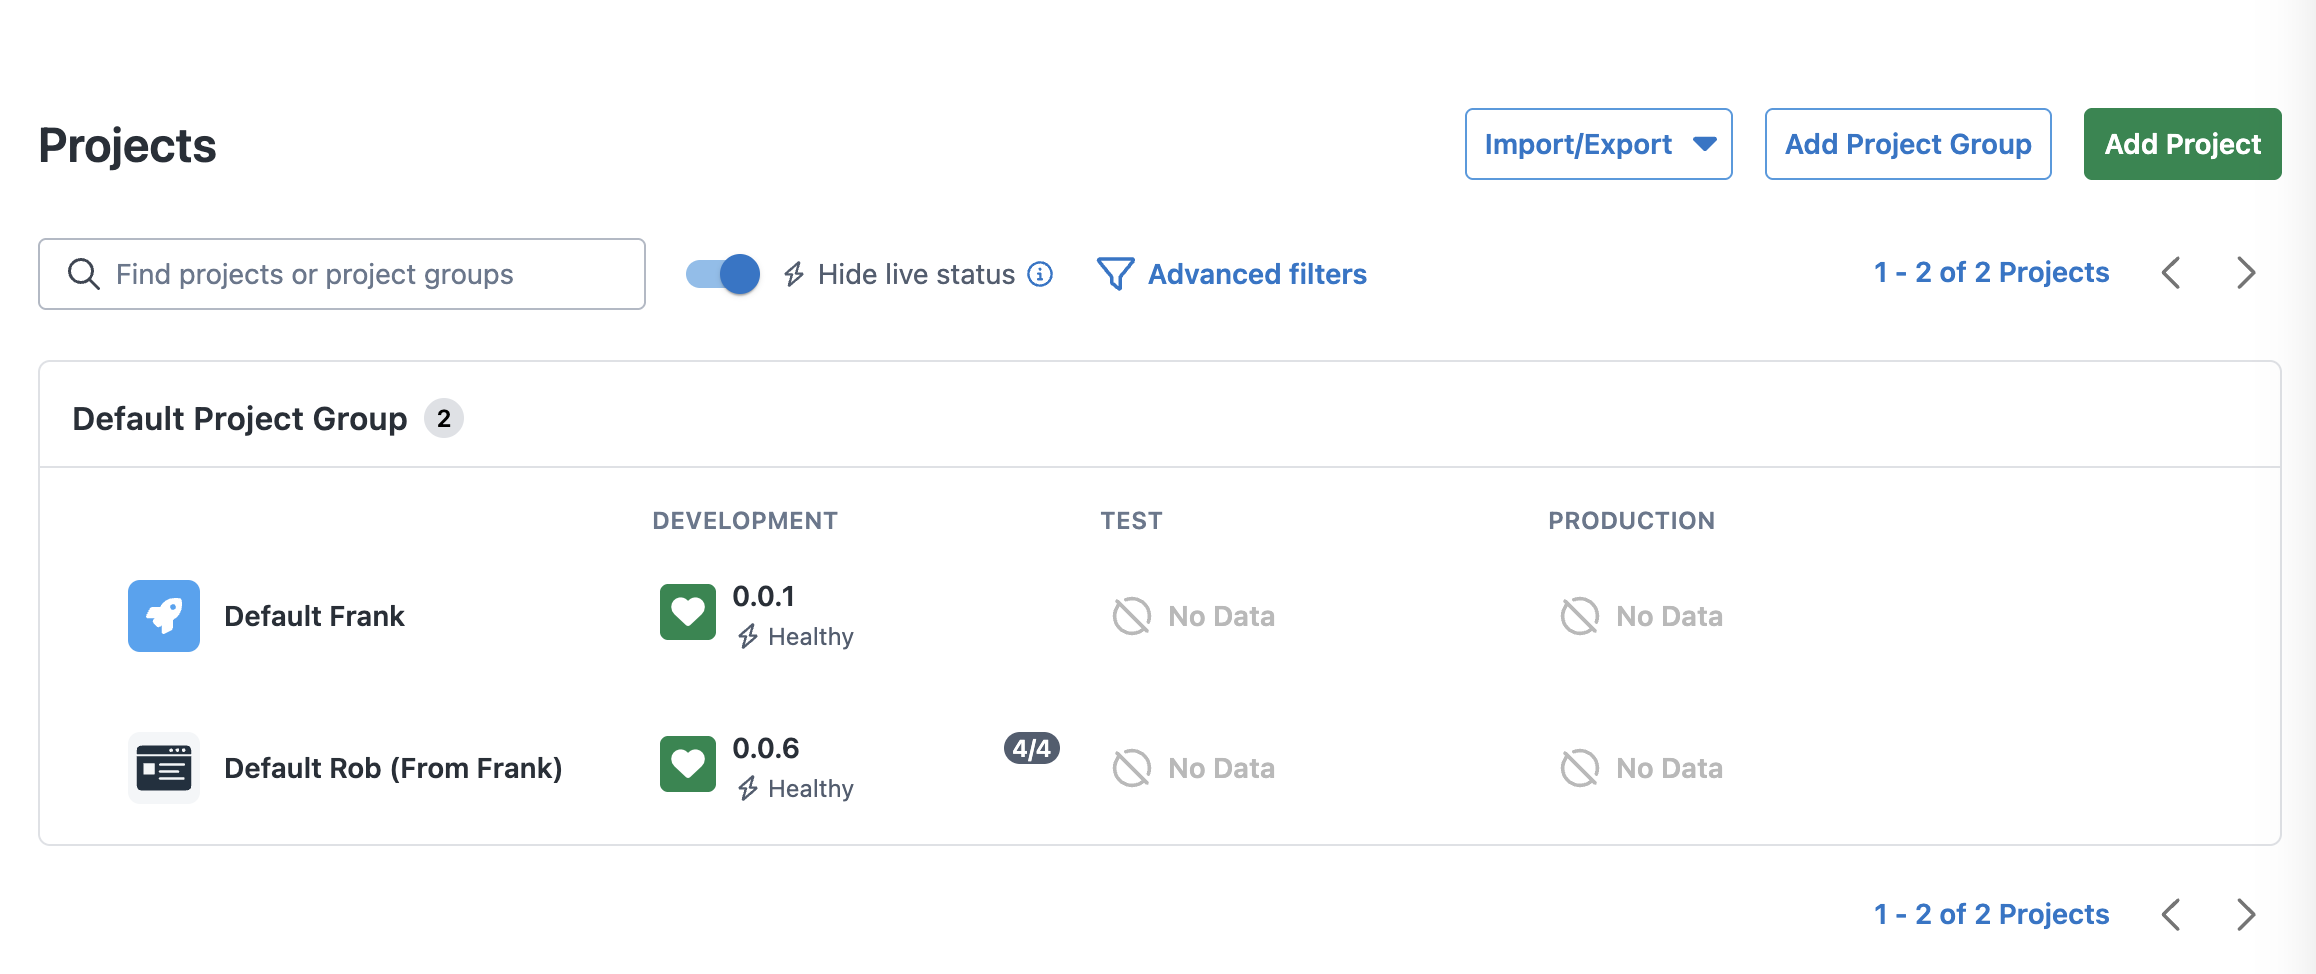 Projects
Import/Export
Add Project Group
Add Project
Find projects or project groups
Hide live status
Advanced filters
1 - 2 of 2 Projects
Default Project Group 2
DEVELOPMENT
TEST
PRODUCTION
Default Frank
0.0.1
Healthy
No Data
No Data
Default Rob (From Frank)
0.0.6
Healthy
4/4
No Data
No Data
1 - 2 of 2 Projects